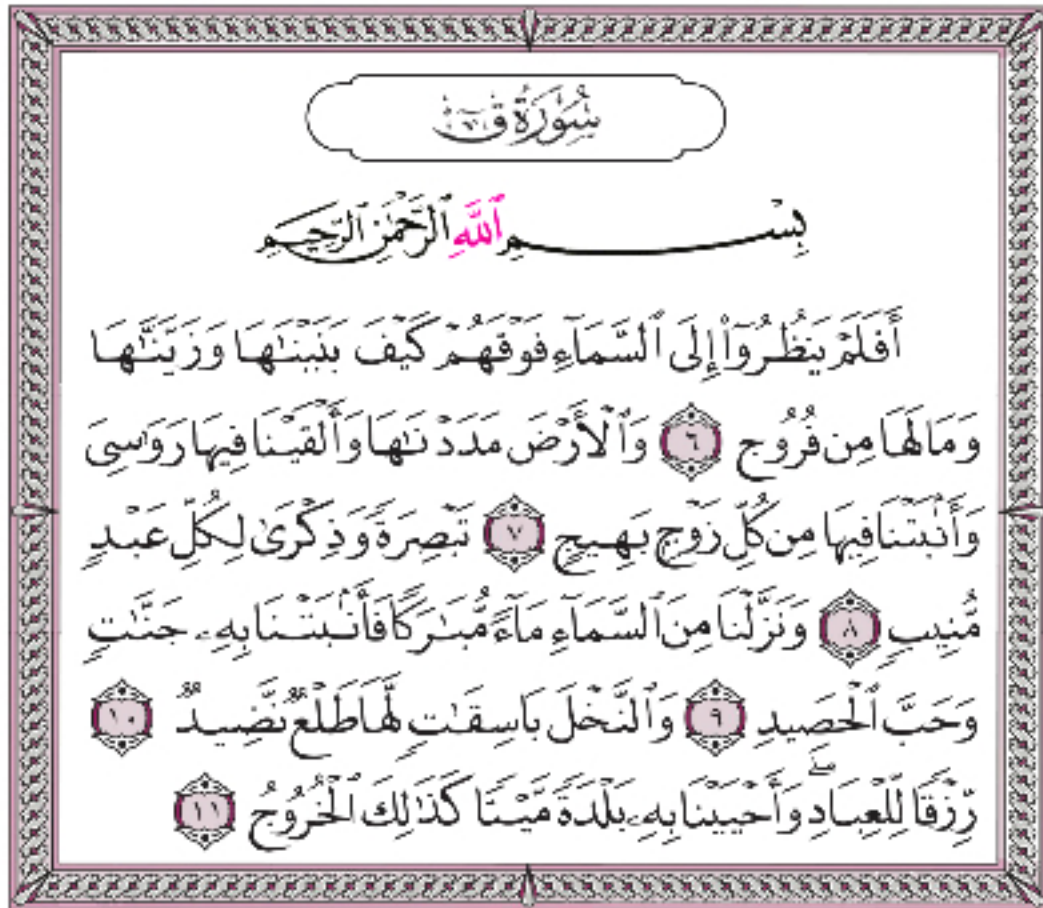 سُورَةُ ق
بِسْمِ ٱللَّهِ ٱلرَّحْمَٰنِ ٱلرَّحِيمِ
أَفَلَمْ يَنظُرُوٓا۟ إِلَى ٱلسَّمَآءِ فَوْقَهُمْ كَيْفَ بَنَيْنَٰهَا وَزَيَّنَّٰهَا
وَمَا لَهَا مِن فُرُوجٍ ٦ وَٱلْأَرْضَ مَدَدْنَٰهَا وَأَلْقَيْنَا فِيهَا رَوَٰسِىَ
وَأَنۢبَتْنَا فِيهَا مِن كُلِّ زَوْجٍۭ بَهِيجٍ ٧ تَبْصِرَةً وَذِكْرَىٰ لِكُلِّ عَبْدٍ
مُّنِيبٍ ٨ وَنَزَّلْنَا مِنَ ٱلسَّمَآءِ مَآءً مُّبَٰرَكًا فَأَنۢبَتْنَا بِهِۦ جَنَّٰتٍ
وَحَبَّ ٱلْحَصِيدِ ٩ وَٱلنَّخْلَ بَاسِقَٰتٍ لَّهَا طَلْعٌ نَّضِيدٌ ١٠
رِّزْقًا لِّلْعِبَادِ ۖ وَأَحْيَيْنَا بِهِۦ بَلْدَةً مَّيْتًا كَذَٰلِكَ ٱلْخُرُوجُ ١١